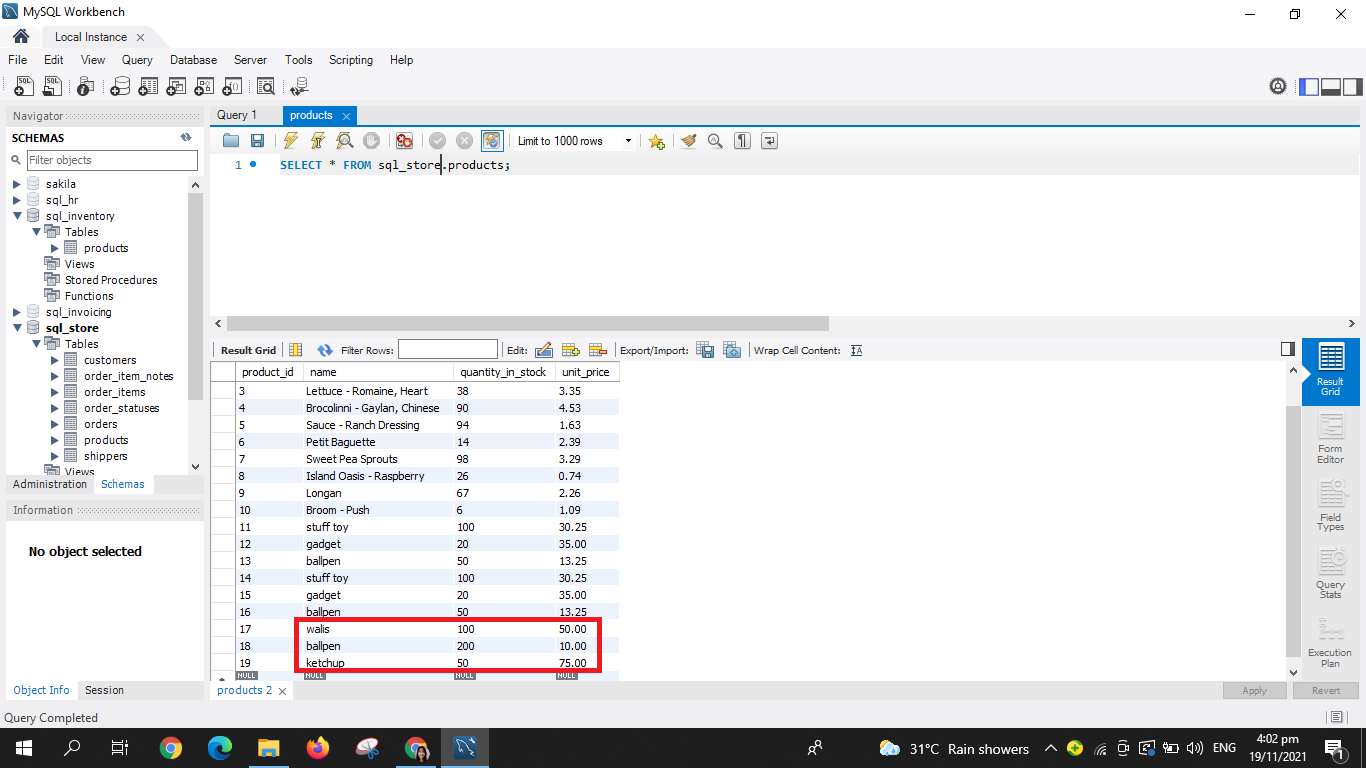 MySQL Workbench
Local Instance
File Edit View Query Database Server Tools Scripting Help
Navigator
SCHEMAS
Filter objects
sakila
sql_hr
sql_inventory
Tables
products
Views
Stored Procedures
Functions
sql_invoicing
sql_store
Tables
customers
order_item_notes
order_items
order_statuses
orders
products
shippers
Views
Administration Schemas
Information
No object selected
Object Info Session
Query 1 products
Limit to 1000 rows
1 SELECT * FROM sql_store.products;
Result Grid Filter Rows: Edit: Export/Import: Wrap Cell Content:
product_id name quantity_in_stock unit_price
3 Lettuce - Romaine, Heart 38 3.35
4 Brocolinni - Gaylan, Chinese 90 4.53
5 Sauce - Ranch Dressing 94 1.63
6 Petit Baguette 14 2.39
7 Sweet Pea Sprouts 98 3.29
8 Island Oasis - Raspberry 26 0.74
9 Longan 67 2.26
10 Broom - Push 6 1.09
11 stuff toy 100 30.25
12 gadget 20 35.00
13 ballpen 50 13.25
14 stuff toy 100 30.25
15 gadget 20 35.00
16 ballpen 50 13.25
17 walis 100 50.00
18 ballpen 200 10.00
19 ketchup 50 75.00
NULL NULL NULL NULL
Result
Grid
Form
Editor
Field
Types
Query
Stats
Execution
Plan
products 2
Apply Revert
Query Completed
31°C Rain showers
ENG
4:02 pm
19/11/2021
1